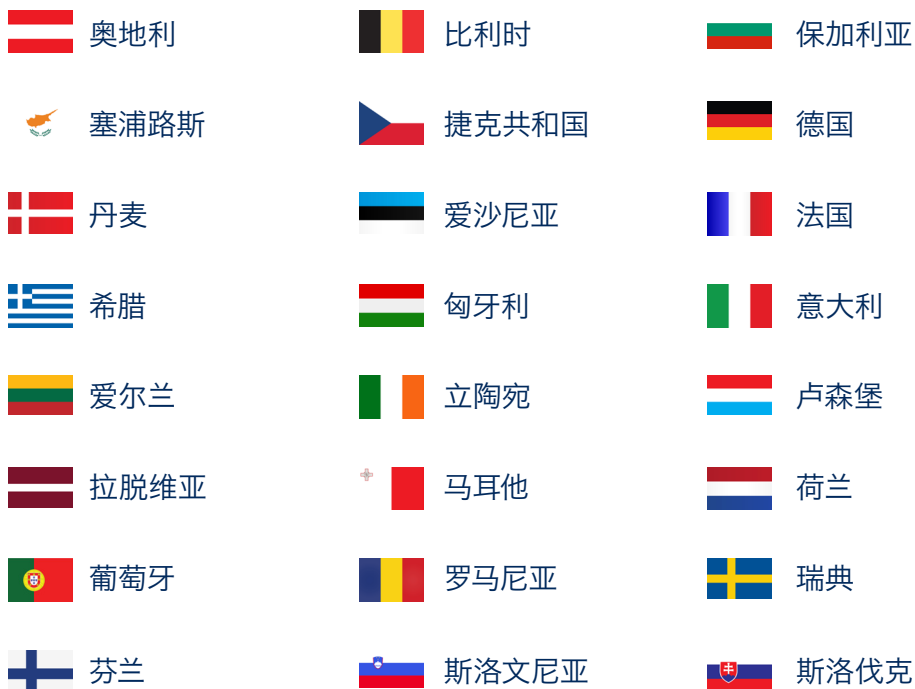 奥地利 比利时 保加利亚
塞浦路斯 捷克共和国 德国
丹麦 爱沙尼亚 法国
希腊 匈牙利 意大利
爱尔兰 立陶宛 卢森堡
拉脱维亚 马耳他 荷兰
葡萄牙 罗马尼亚 瑞典
芬兰 斯洛文尼亚 斯洛伐克